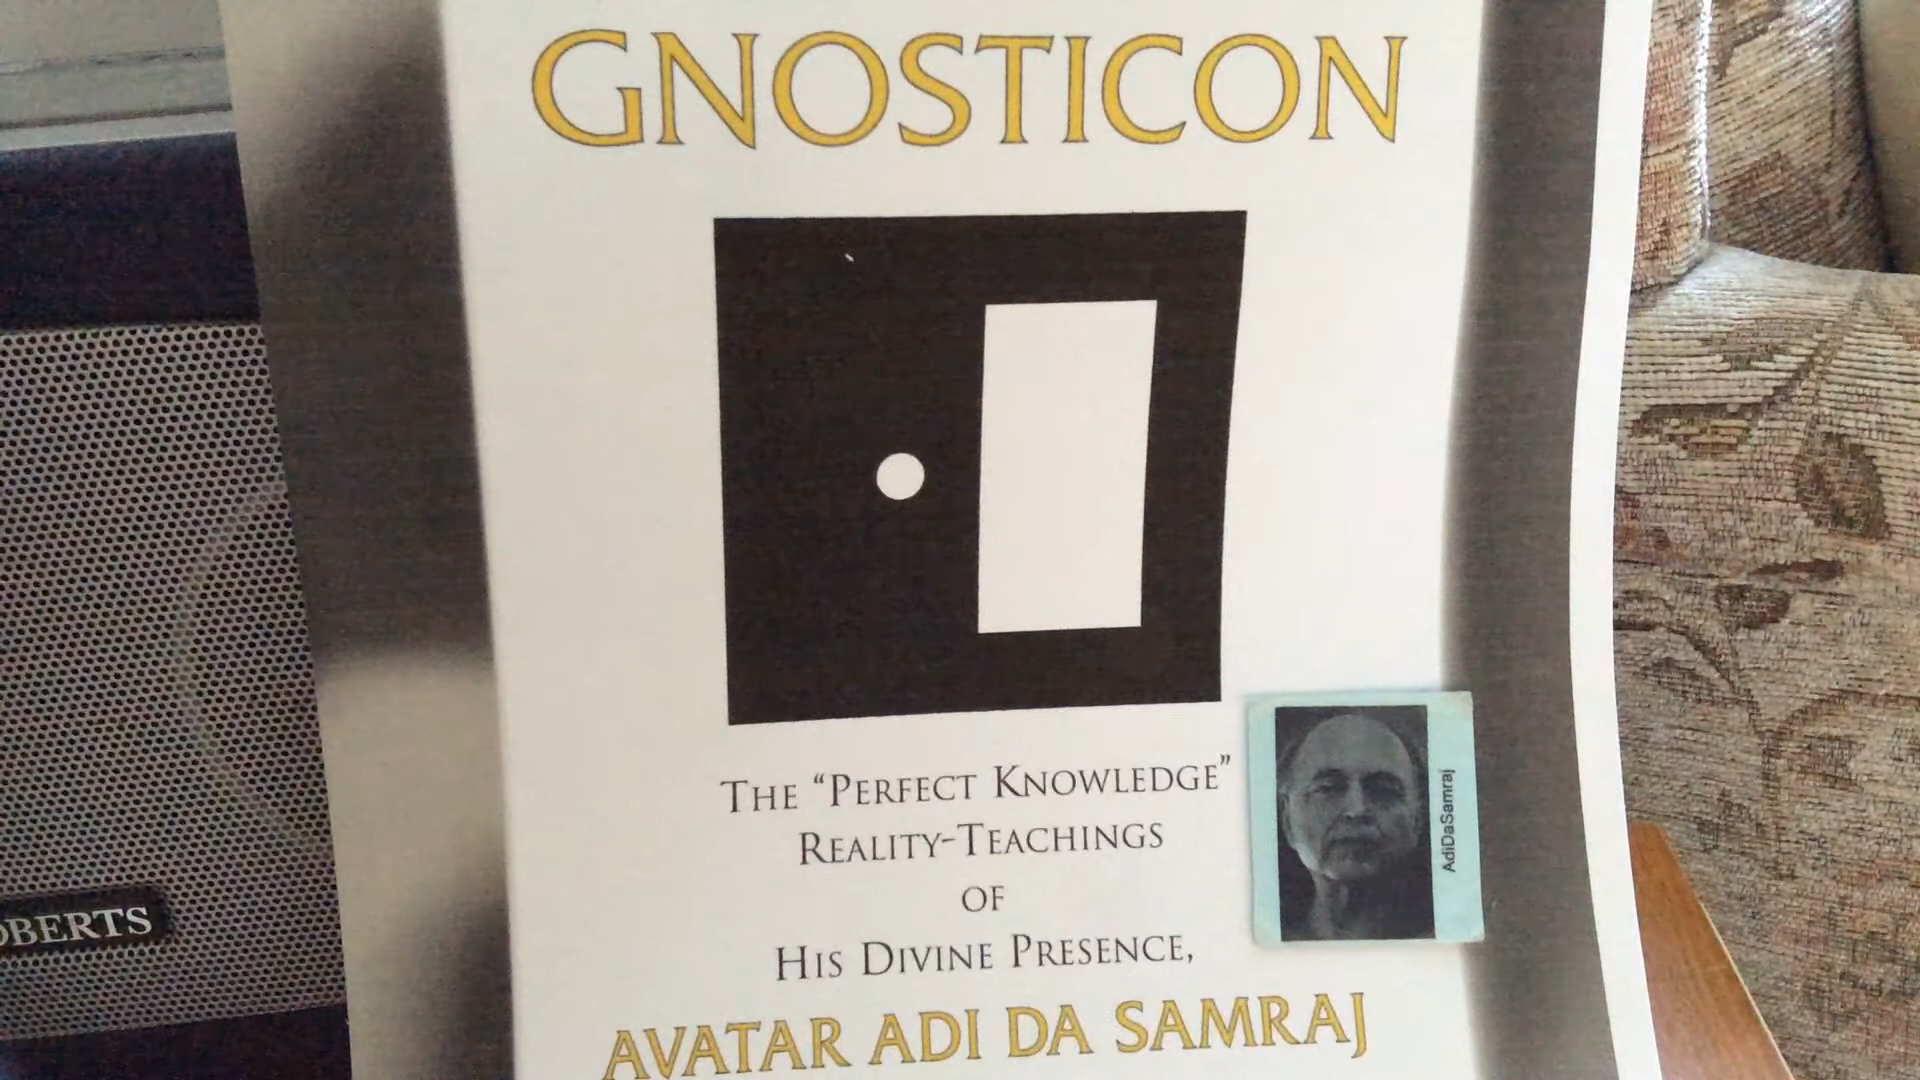 GNOSTICON
THE “PERFECT KNOWLEDGE”
REALITY-TEACHINGS
OF
HIS DIVINE PRESENCE,
AVATAR ADI DA SAMRAJ
AdiDaSamraj
OBERTS